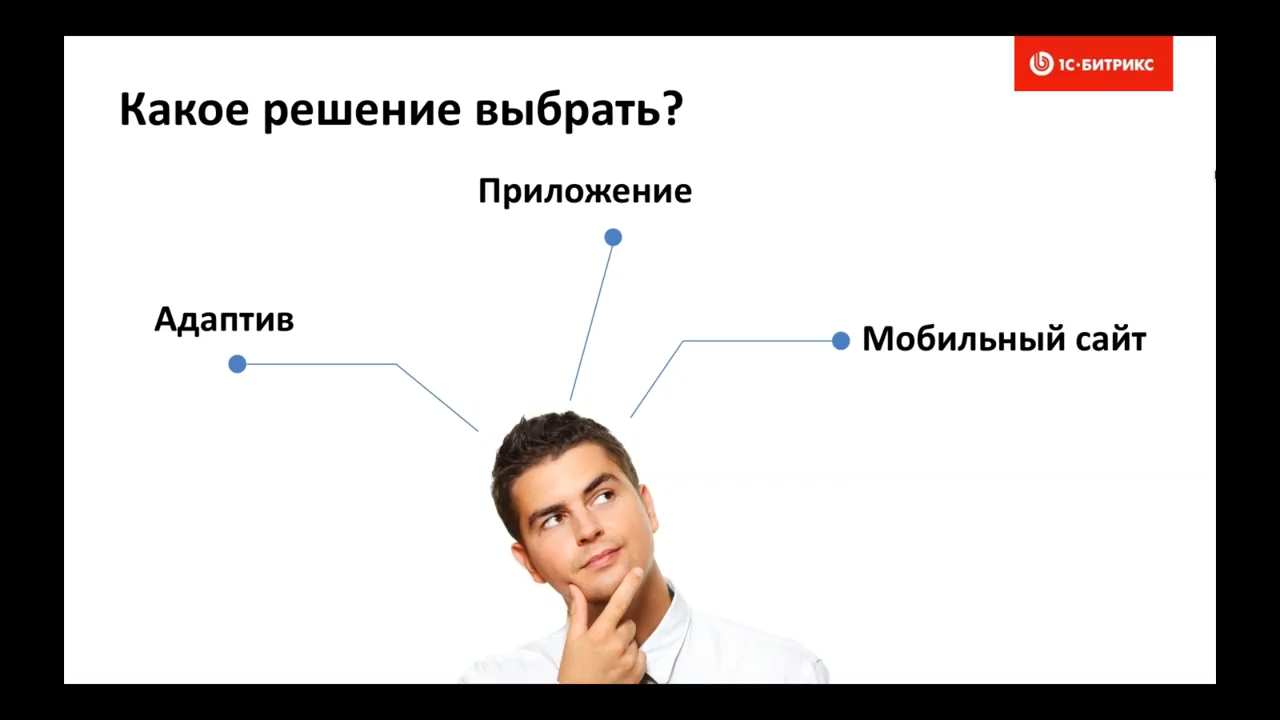 1С·БИТРИКС
Какое решение выбрать?
Приложение
Адаптив
Мобильный сайт